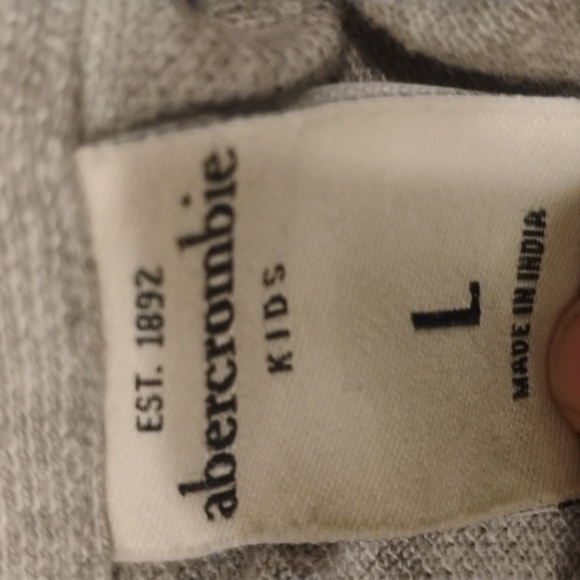 EST. 1892
abercrombie
KIDS
L
MADE IN INDIA